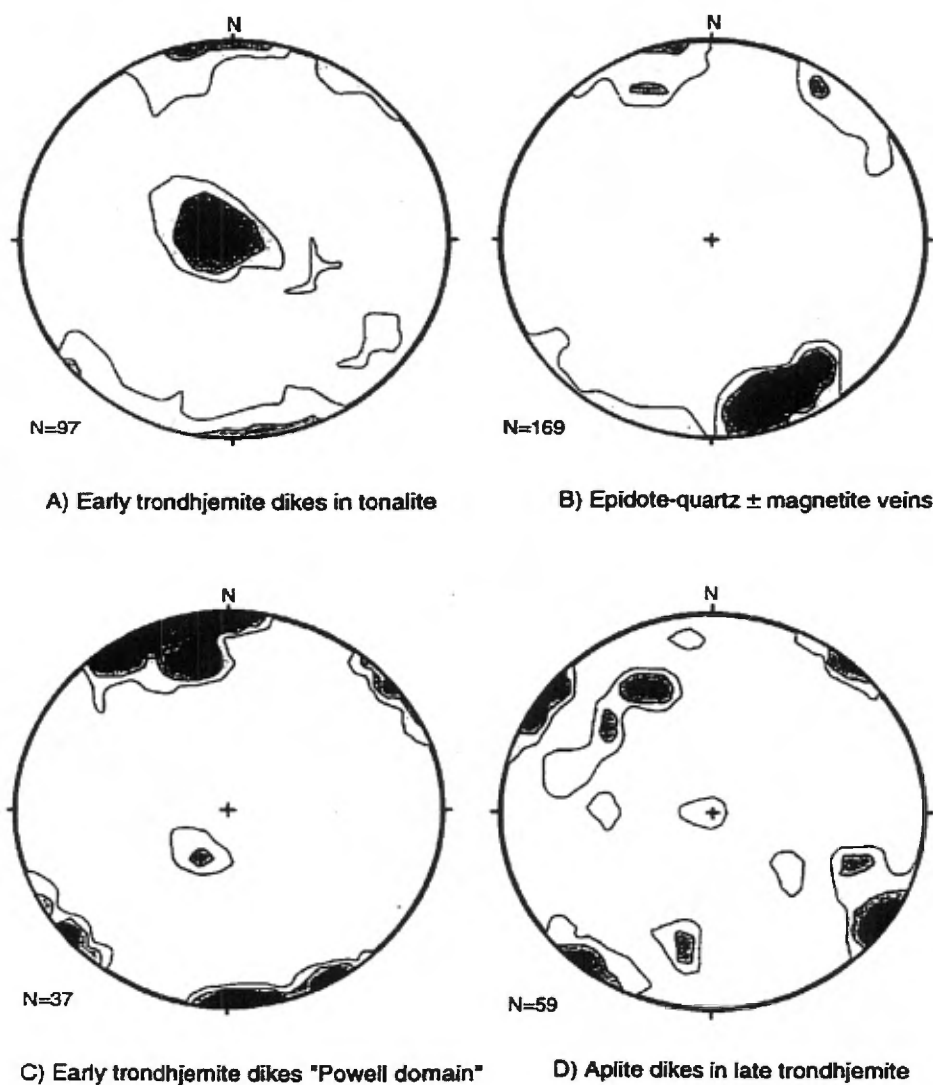 N
N
N=97
N=169
A) Early trondhjemite dikes in tonalite
B) Epidote-quartz ± magnetite veins
N
N
N=37
N=59
C) Early trondhjemite dikes "Powell domain"
D) Aplite dikes in late trondhjemite